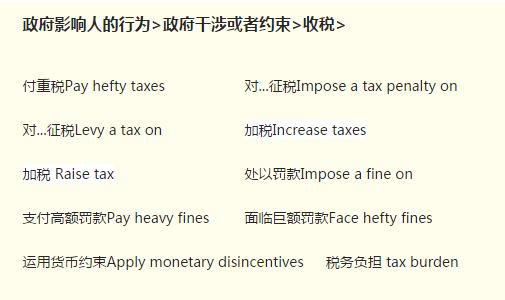 政府影响人的行为>政府干涉或者约束>收税>
付重税Pay hefty taxes 对...征税Impose a tax penalty on
对...征税Levy a tax on 加税Increase taxes
加税 Raise tax 处以罚款Impose a fine on
支付高额罚款Pay heavy fines 面临巨额罚款Face hefty fines
运用货币约束Apply monetary disincentives 税务负担 tax burden